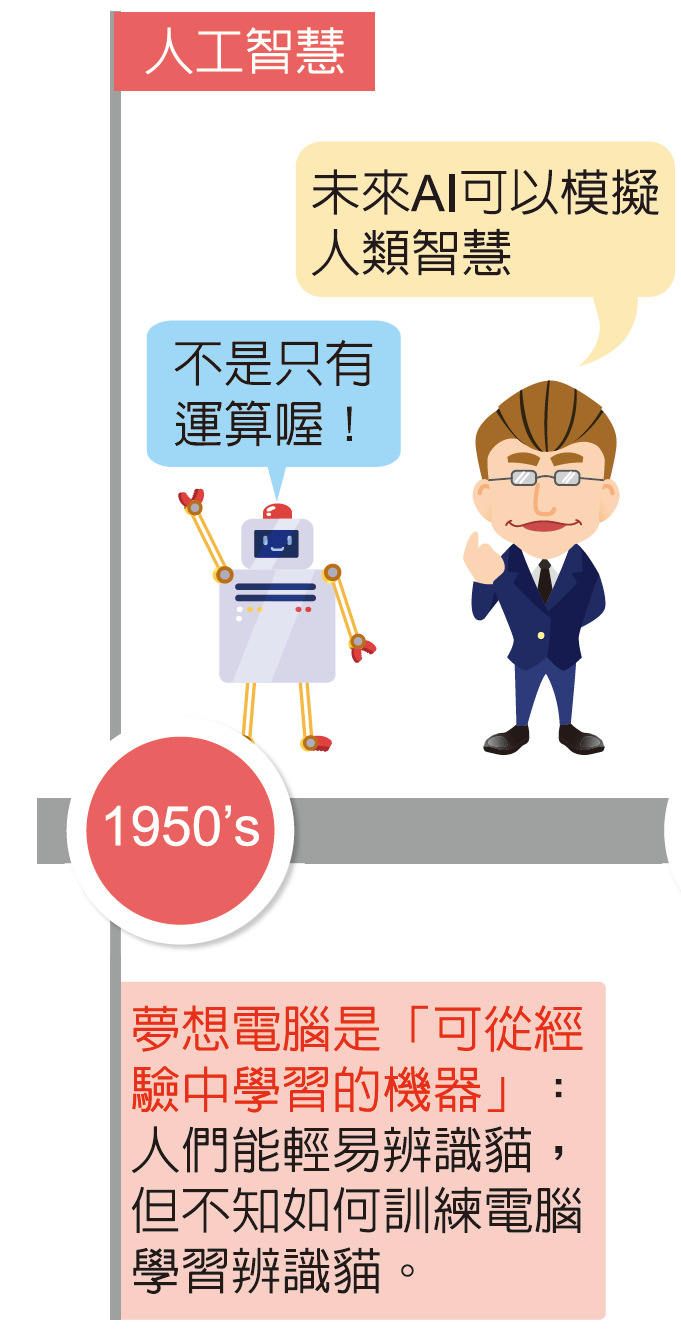 人工智慧
未來AI可以模擬
人類智慧
不是只有
運算喔！
1950's
夢想電腦是「可從經
驗中學習的機器」：
人們能輕易辨識貓，
但不知如何訓練電腦
學習辨識貓。